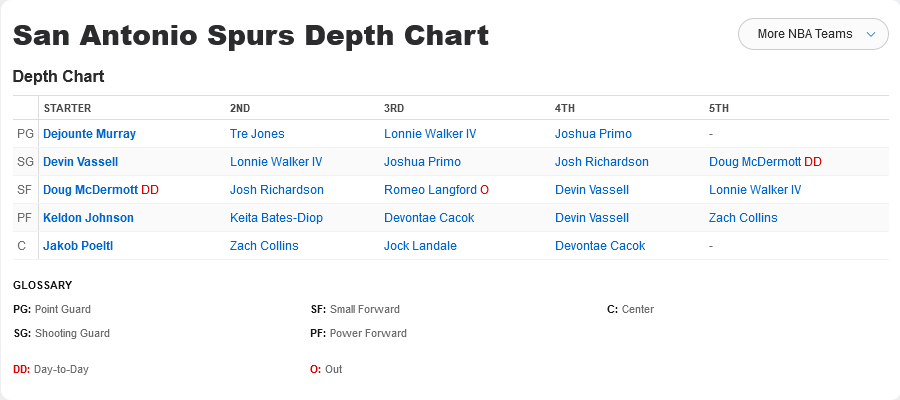 San Antonio Spurs Depth Chart
More NBA Teams
Depth Chart
STARTER 2ND 3RD 4TH 5TH
PG Dejounte Murray Tre Jones Lonnie Walker IV Joshua Primo -
SG Devin Vassell Lonnie Walker IV Joshua Primo Josh Richardson Doug McDermott DD
SF Doug McDermott DD Josh Richardson Romeo Langford O Devin Vassell Lonnie Walker IV
PF Keldon Johnson Keita Bates-Diop Devontae Cacok Devin Vassell Zach Collins
C Jakob Poeltl Zach Collins Jock Landale Devontae Cacok -
GLOSSARY
PG: Point Guard SF: Small Forward C: Center
SG: Shooting Guard PF: Power Forward
DD: Day-to-Day O: Out